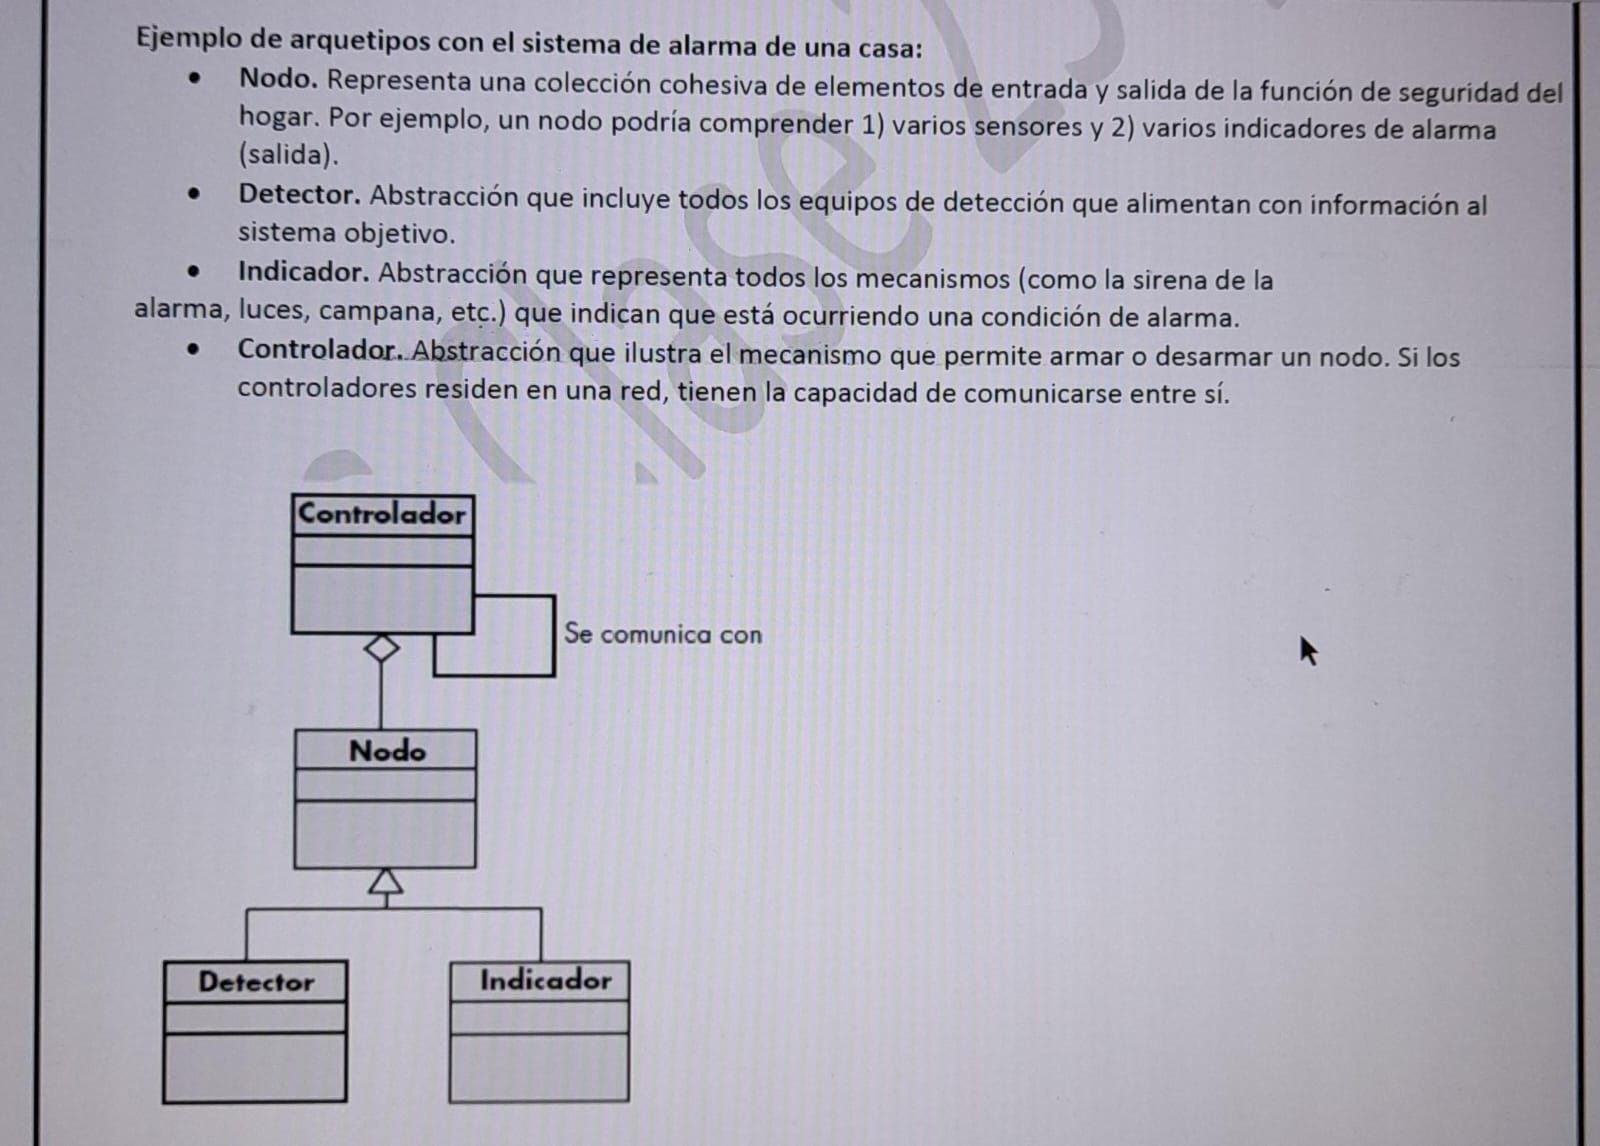 Ejemplo de arquetipos con el sistema de alarma de una casa:
• Nodo. Representa una colección cohesiva de elementos de entrada y salida de la función de seguridad del
hogar. Por ejemplo, un nodo podría comprender 1) varios sensores y 2) varios indicadores de alarma
(salida).
• Detector. Abstracción que incluye todos los equipos de detección que alimentan con información al
sistema objetivo.
• Indicador. Abstracción que representa todos los mecanismos (como la sirena de la
alarma, luces, campana, etc.) que indican que está ocurriendo una condición de alarma.
• Controlador. Abstracción que ilustra el mecanismo que permite armar o desarmar un nodo. Si los
controladores residen en una red, tienen la capacidad de comunicarse entre sí.
Controlador
Se comunica con
Nodo
Detector
Indicador